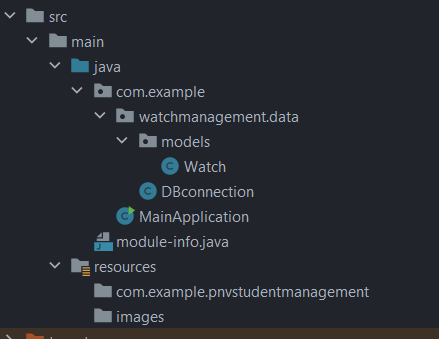 src
main
java
com.example
watchmanagement.data
models
Watch
DBconnection
MainApplication
module-info.java
resources
com.example.pnvstudentmanagement
images